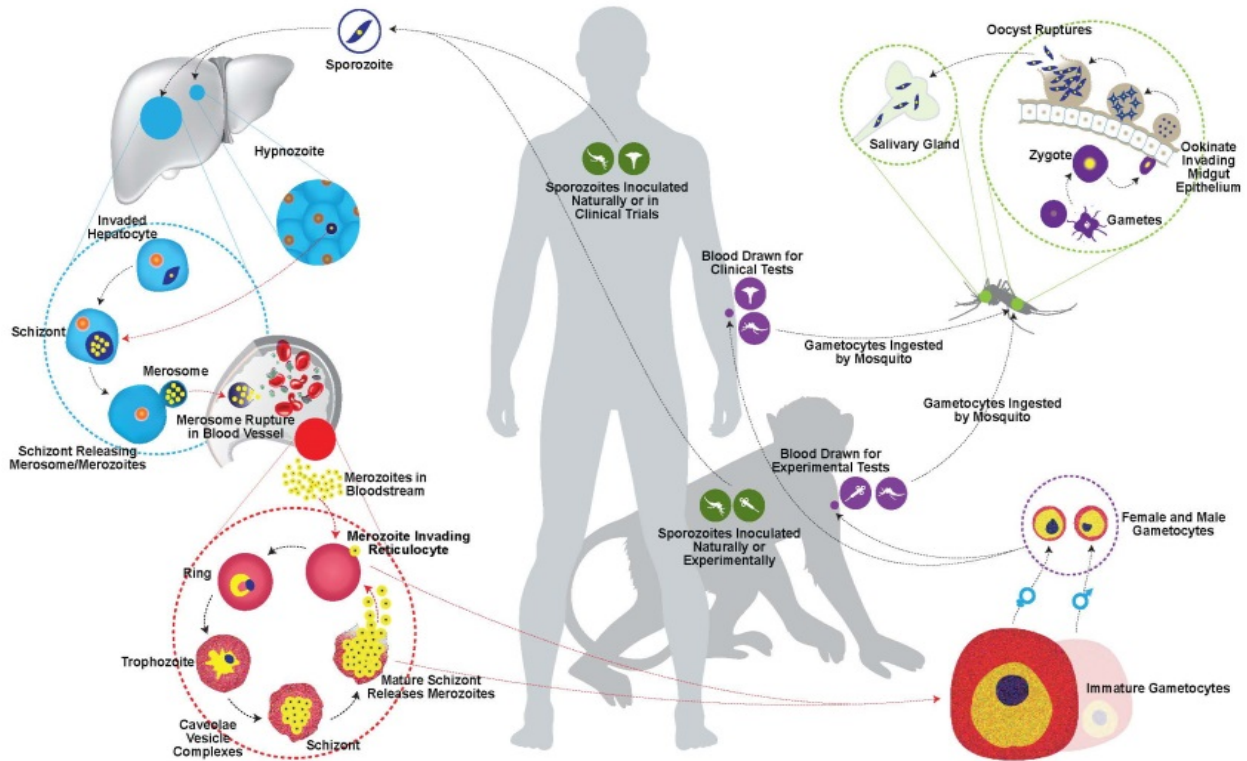 Sporozoite
Hypnozoite
Invaded
Hepatocyte
Schizont
Merosome
Merosome Rupture
in Blood Vessel
Schizont Releasing
Merosome/Merozoites
Merozoites in
Bloodstream
Merozoite Invading
Reticulocyte
Ring
Trophozoite
Caveolae
Vesicle
Complexes
Schizont
Mature Schizont
Releases Merozoites
Sporozoites Inoculated
Naturally or in
Clinical Trials
Blood Drawn for
Clinical Tests
Gametocytes Ingested
by Mosquito
Gametocytes Ingested
by Mosquito
Blood Drawn for
Experimental Tests
Sporozoites Inoculated
Naturally or
Experimentally
Oocyst Ruptures
Salivary Gland
Zygote
Ookinate
Invading
Midgut
Epithelium
Gametes
Female and Male
Gametocytes
Immature Gametocytes